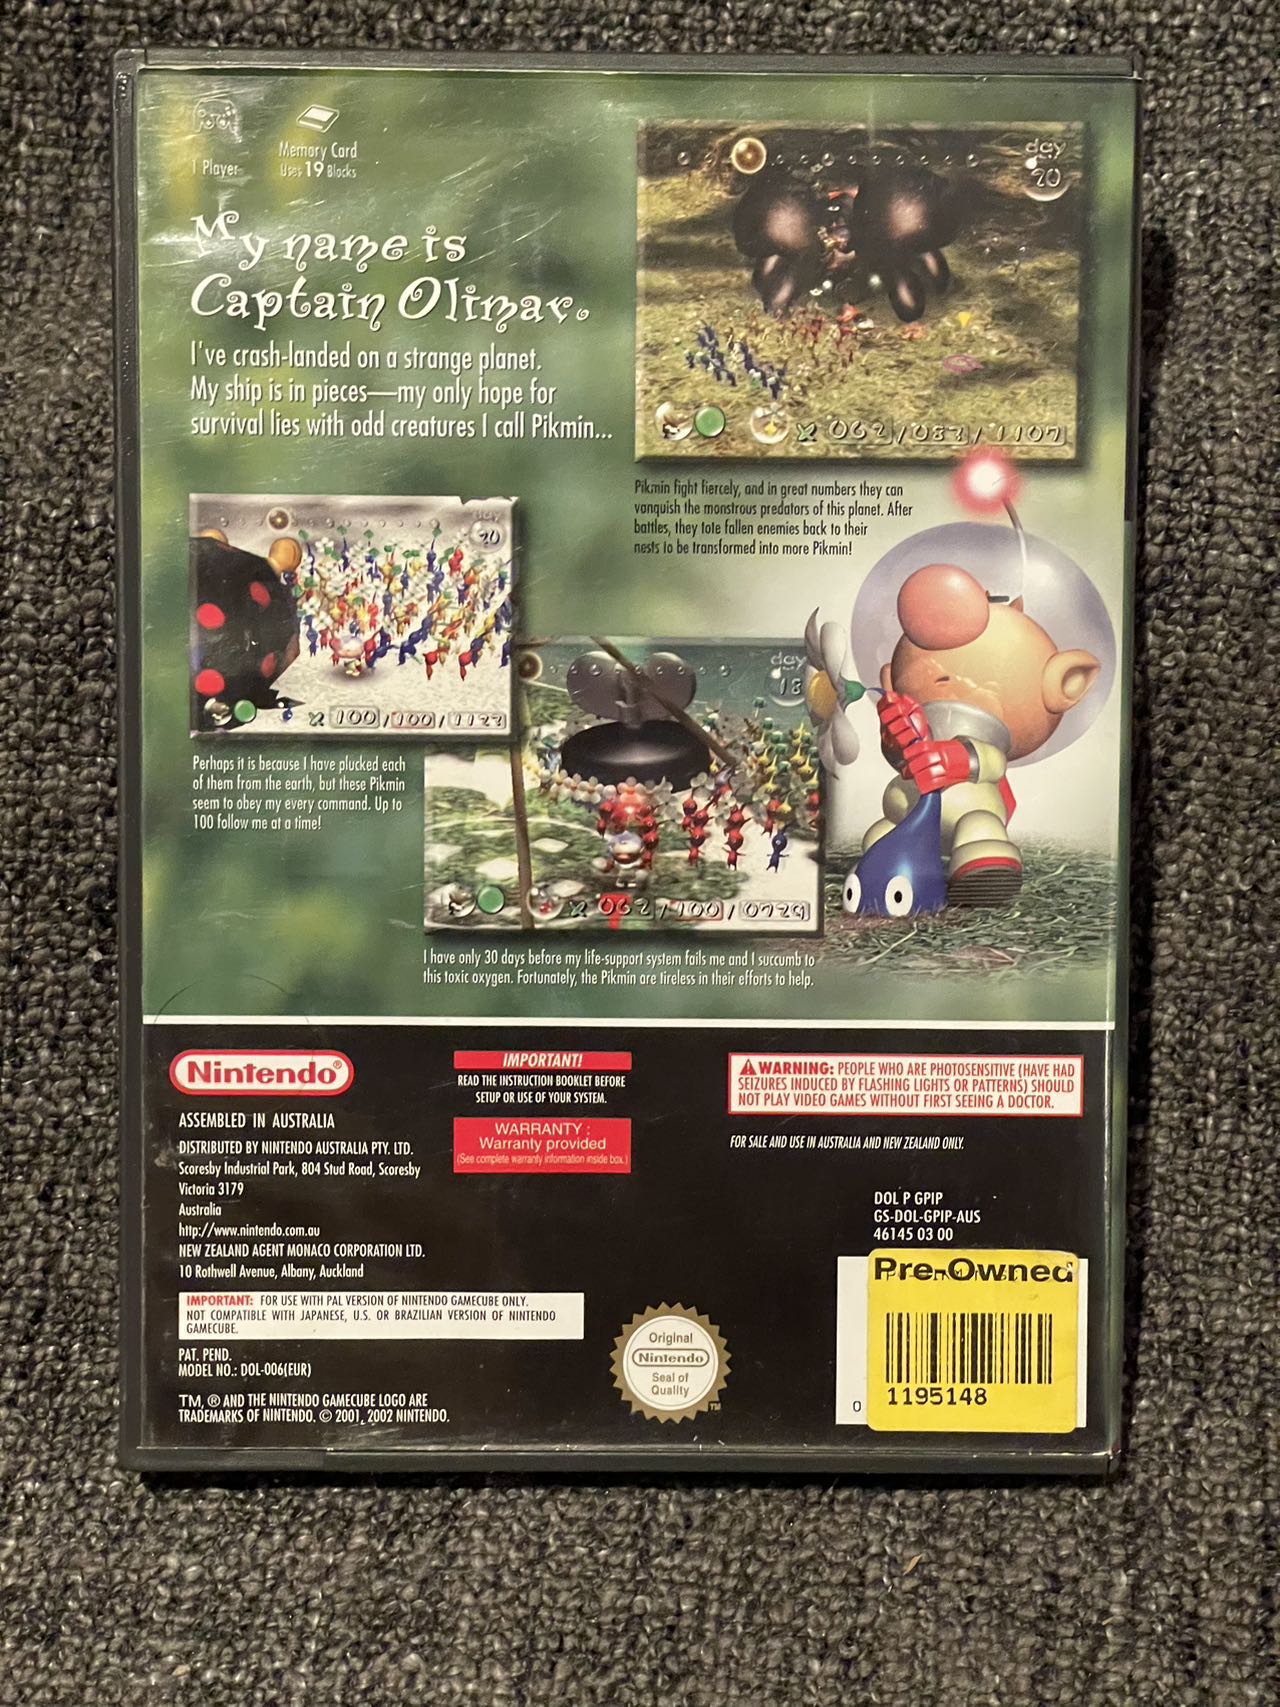 1 Player
Memory Card
Uses 19 Blocks
My name is
Captain Olimar.
I've crash-landed on a strange planet.
My ship is in pieces—my only hope for
survival lies with odd creatures I call Pikmin...
day
20
062/083/1107
Pikmin fight fiercely, and in great numbers they can
vanquish the monstrous predators of this planet. After
battles, they tote fallen enemies back to their
nests to be transformed into more Pikmin!
day
20
x 100/100/1123
Perhaps it is because I have plucked each
of them from the earth, but these Pikmin
seem to obey my every command. Up to
100 follow me at a time!
day
18
x 062/100/0729
I have only 30 days before my life-support system fails me and I succumb to
this toxic oxygen. Fortunately, the Pikmin are tireless in their efforts to help.
Nintendo®
ASSEMBLED IN AUSTRALIA
DISTRIBUTED BY NINTENDO AUSTRALIA PTY. LTD.
Scoresby Industrial Park, 804 Stud Road, Scoresby
Victoria 3179
Australia
http://www.nintendo.com.au
NEW ZEALAND AGENT MONACO CORPORATION LTD.
10 Rothwell Avenue, Albany, Auckland
IMPORTANT: FOR USE WITH PAL VERSION OF NINTENDO GAMECUBE ONLY.
NOT COMPATIBLE WITH JAPANESE, U.S. OR BRAZILIAN VERSION OF NINTENDO
GAMECUBE.
PAT. PEND.
MODEL NO.: DOL-006(EUR)
TM, ® AND THE NINTENDO GAMECUBE LOGO ARE
TRADEMARKS OF NINTENDO. © 2001, 2002 NINTENDO.
IMPORTANT!
READ THE INSTRUCTION BOOKLET BEFORE
SETUP OR USE OF YOUR SYSTEM.
WARRANTY :
Warranty provided
(See complete warranty information inside box.)
WARNING: PEOPLE WHO ARE PHOTOSENSITIVE (HAVE HAD
SEIZURES INDUCED BY FLASHING LIGHTS OR PATTERNS) SHOULD
NOT PLAY VIDEO GAMES WITHOUT FIRST SEEING A DOCTOR.
FOR SALE AND USE IN AUSTRALIA AND NEW ZEALAND ONLY.
DOL P GPIP
GS-DOL-GPIP-AUS
46145 03 00
Original
Nintendo
Seal of
Quality
TM
Pre-Owned
0
1195148